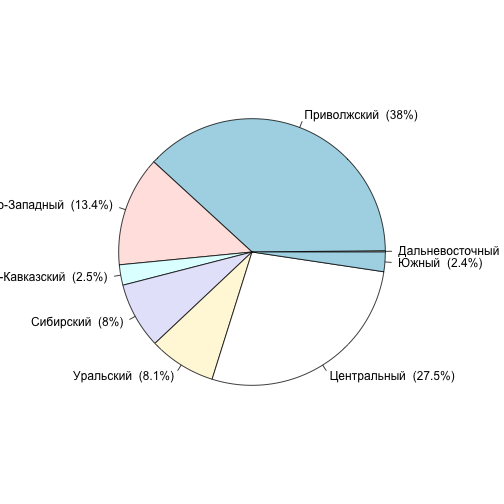 Приволжский (38%)
о-Западный (13.4%)
Дальневосточный
Южный (2.4%)
-Кавказский (2.5%)
Сибирский (8%)
Уральский (8.1%)
Центральный (27.5%)